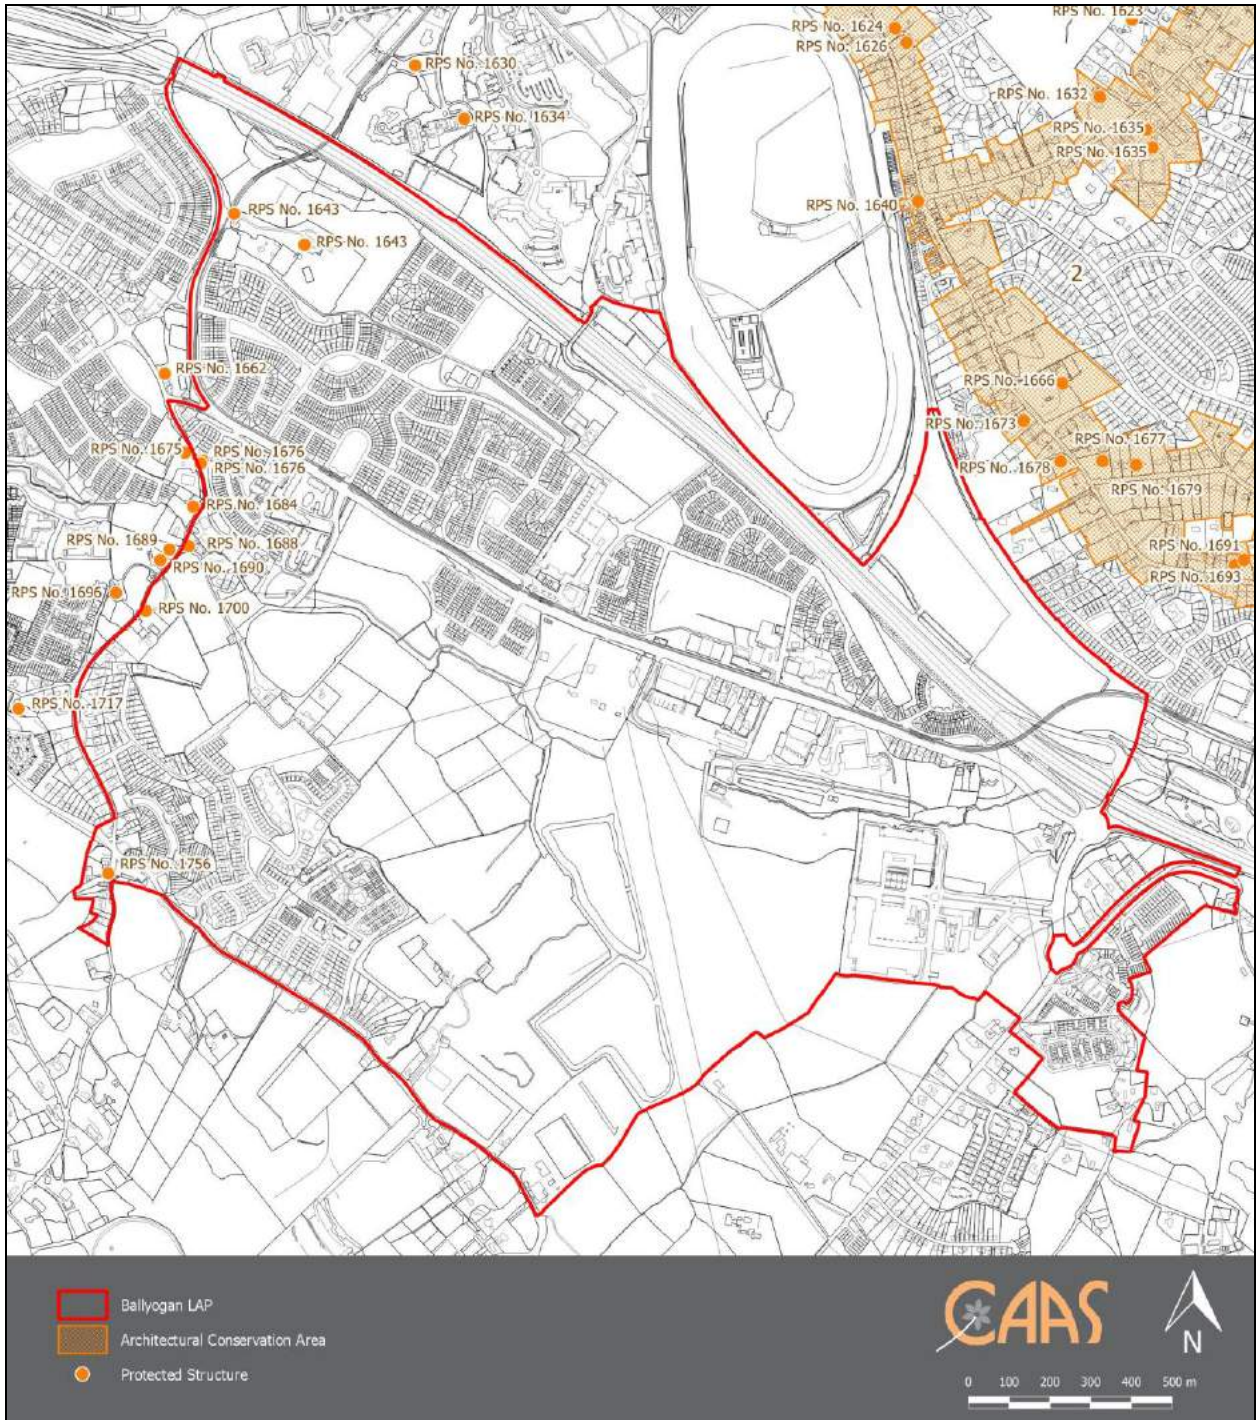 RPS No. 1623
RPS No. 1624
RPS No. 1626
RPS No. 1630
RPS No. 1632
RPS No. 1634
RPS No. 1635
RPS No. 1635
RPS No. 1640
RPS No. 1643
RPS No. 1643
2
RPS No. 1662
RPS No. 1666
RPS No. 1673
RPS No. 1677
RPS No. 1675
RPS No. 1676
RPS No. 1676
RPS No. 1678
RPS No. 1679
RPS No. 1684
RPS No. 1688
RPS No. 1689
RPS No. 1690
RPS No. 1691
RPS No. 1693
RPS No. 1696
RPS No. 1700
RPS No. 1717
RPS No. 1756
Ballyogan LAP
Architectural Conservation Area
Protected Structure
CAAS
N
0 100 200 300 400 500 m